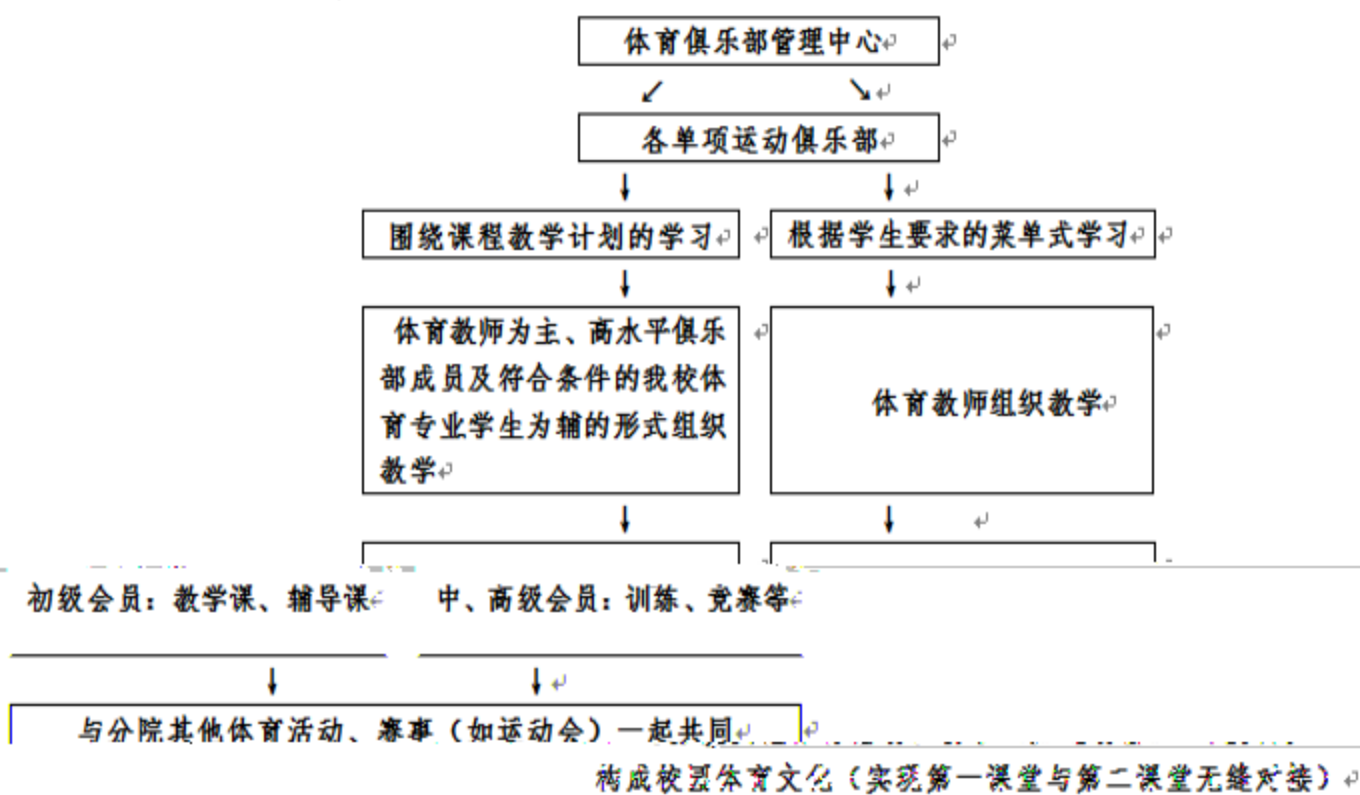 体育俱乐部管理中心
各单项运动俱乐部
围绕课程教学计划的学习
根据学生要求的菜单式学习
体育教师为主、高水平俱乐
部成员及符合条件的我校体
育专业学生为辅的形式组织
教学
体育教师组织教学
初级会员：教学课、辅导课
中、高级会员：训练、竞赛等
与分院其他体育活动、赛事（如运动会）一起共同
构成校园体育文化（实现第一课堂与第二课堂无缝对接）